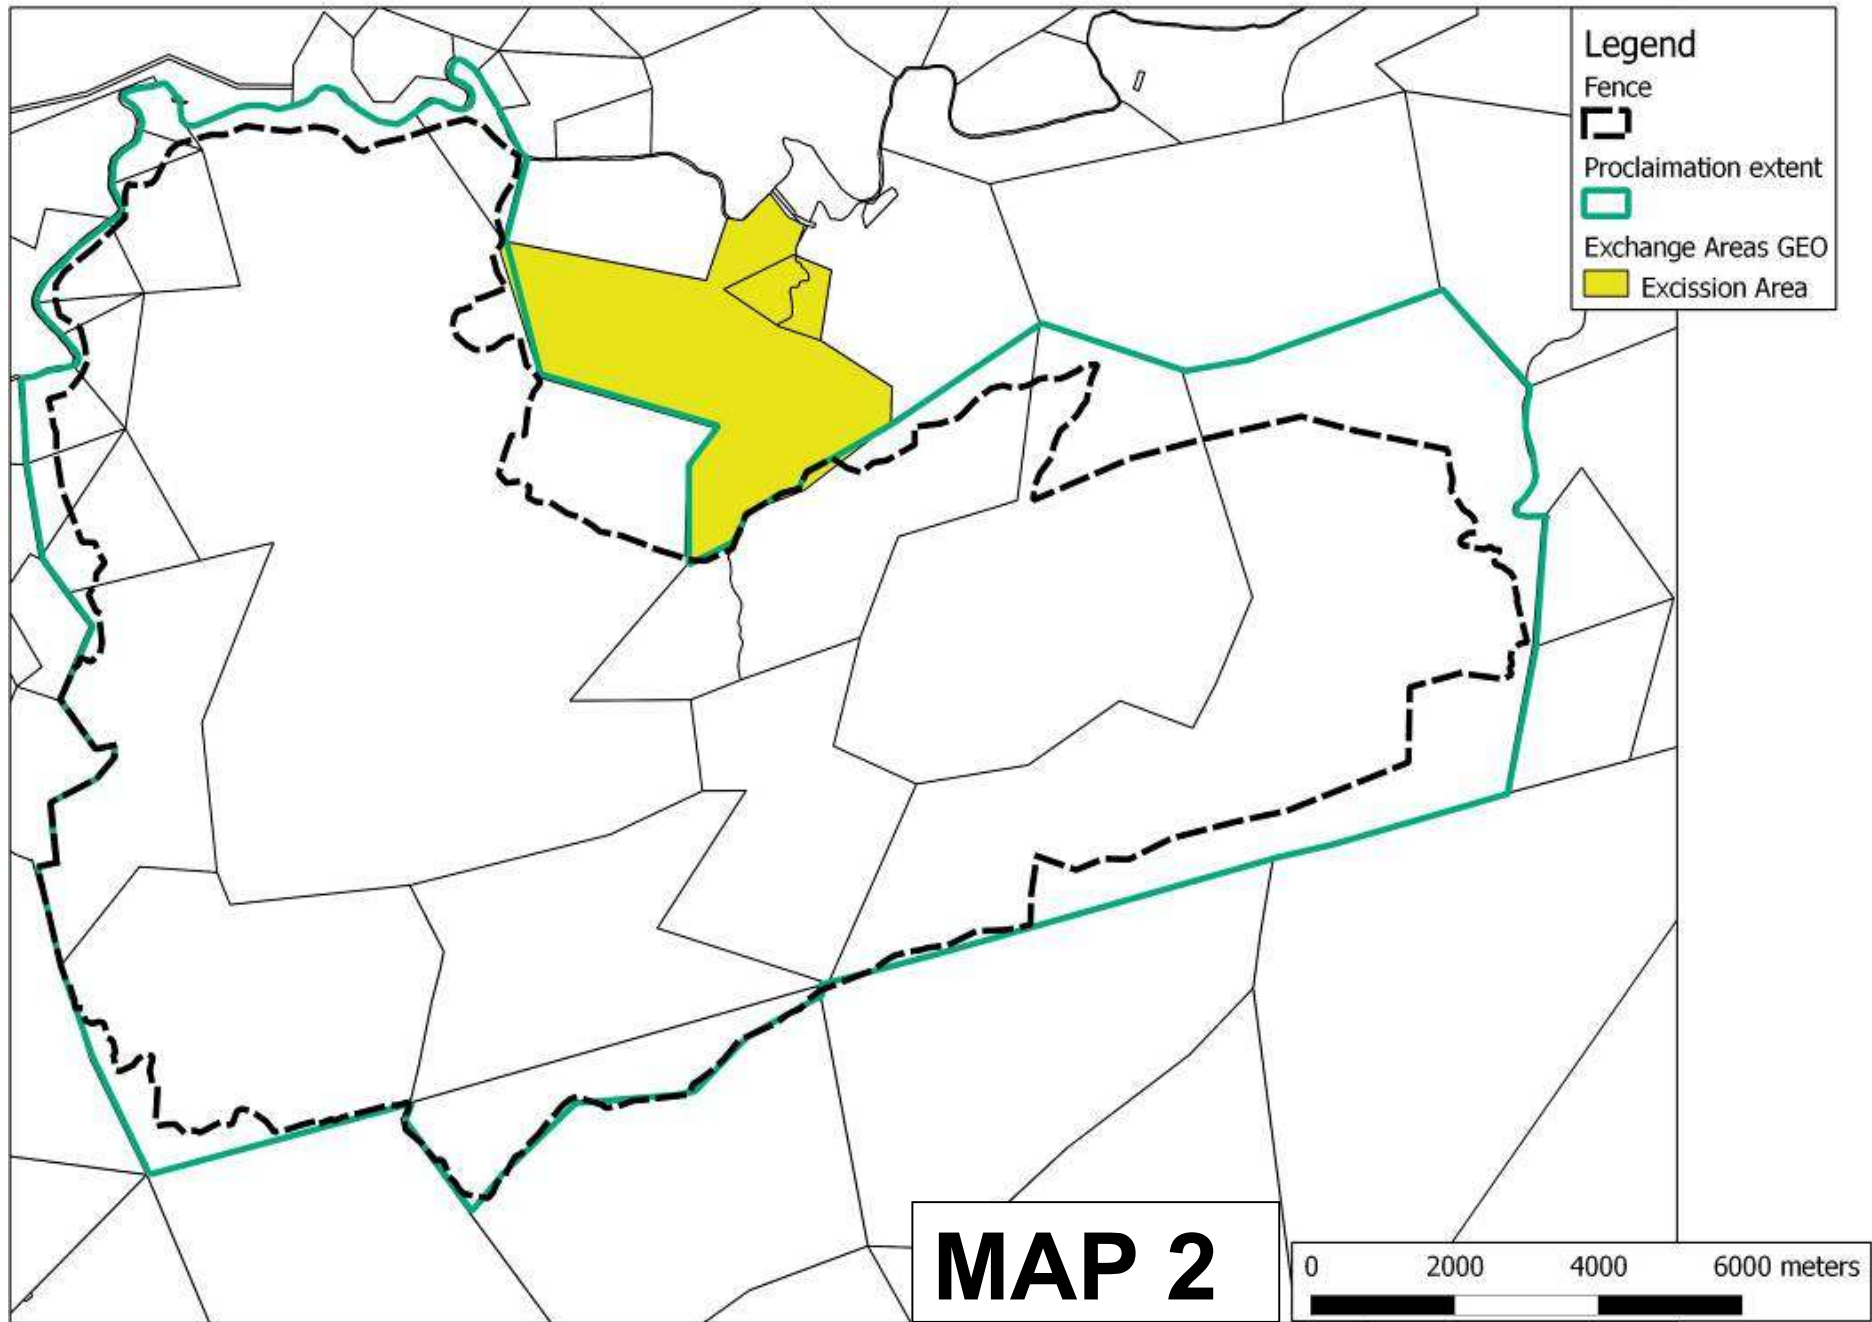 Legend
Fence
Proclaimation extent
Exchange Areas GEO
Excission Area
MAP 2
0 2000 4000 6000 meters